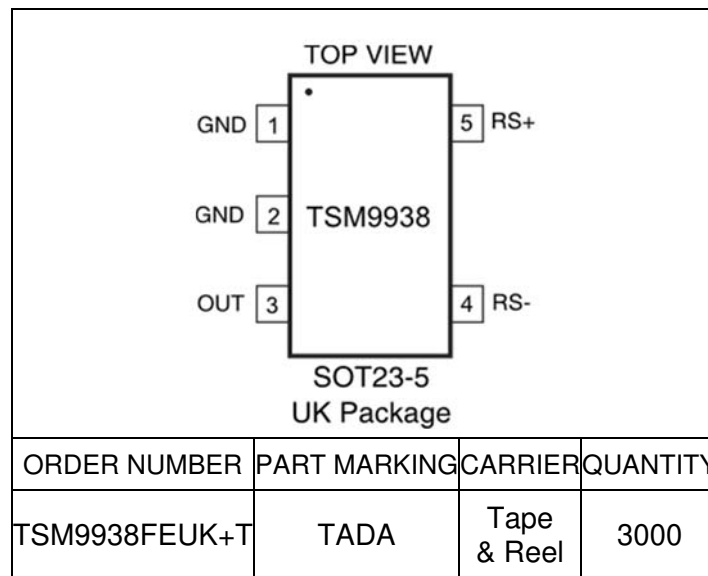 TOP VIEW
GND 1
5 RS+
GND 2
TSM9938
OUT 3
4 RS-
SOT23-5
UK Package
ORDER NUMBER PART MARKING CARRIER QUANTITY
TSM9938FEUK+T TADA Tape & Reel 3000